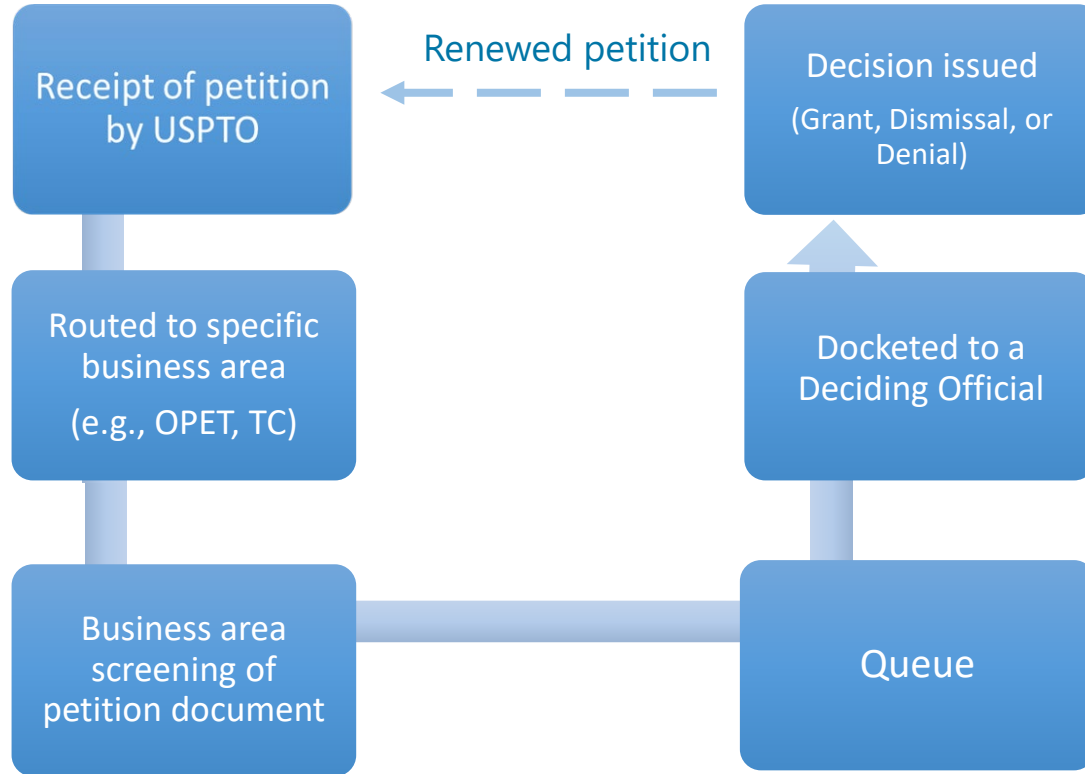 Receipt of petition
by USPTO
Routed to specific
business area
(e.g., OPET, TC)
Business area
screening of
petition document
Queue
Docketed to a
Deciding Official
Decision issued
(Grant, Dismissal, or
Denial)
Renewed petition